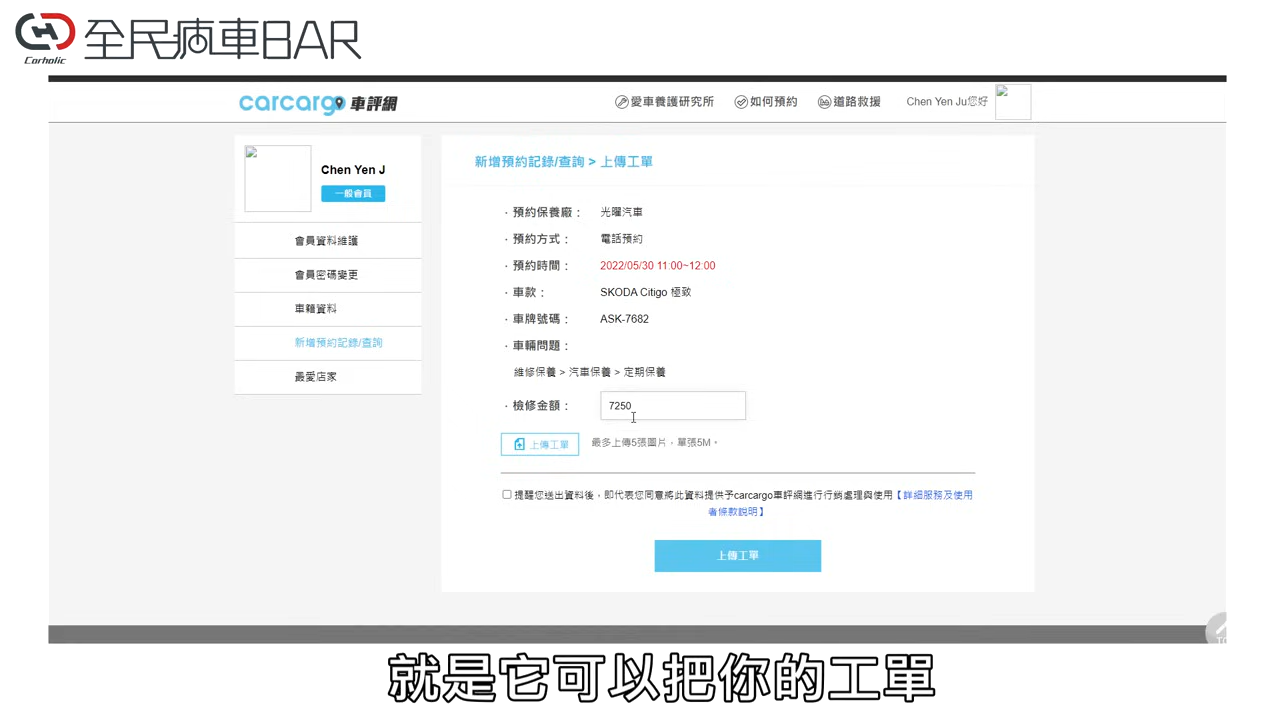 Carholic
全民瘋車BAR
carcargo 車評網
愛車養護研究所
如何預約
道路救援
Chen Yen Ju您好
Chen Yen J
一般會員
會員資料維護
會員密碼變更
車籍資料
新增預約記錄/查詢
最愛店家
新增預約記錄/查詢 > 上傳工單
· 預約保養廠： 光曜汽車
· 預約方式： 電話預約
· 預約時間： 2022/05/30 11:00~12:00
· 車款： SKODA Citigo 極致
· 車牌號碼： ASK-7682
· 車輛問題：
維修保養 > 汽車保養 > 定期保養
· 檢修金額： 7250
上傳工單 最多上傳5張圖片，單張5M。
提醒您送出資料後，即代表您同意將此資料提供予carcargo車評網進行行銷處理與使用【詳細服務及使用
者條款說明】
上傳工單
就是它可以把你的工單